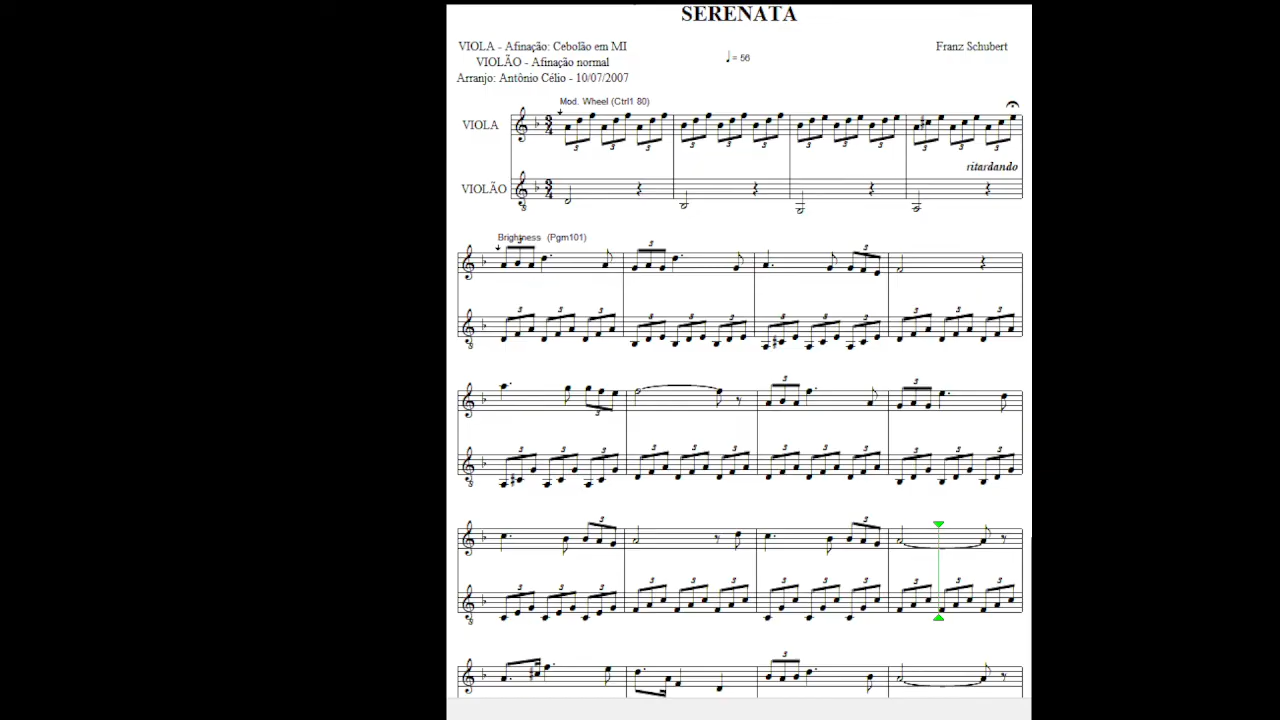 SERENATA
VIOLA - Afinação: Cebolão em MI
VIOLÃO - Afinação normal
Arranjo: Antônio Célio - 10/07/2007
♩ = 56
Franz Schubert
Mod. Wheel (Ctrl1 80)
VIOLA
ritardando
VIOLÃO
Brightness (Pgm101)